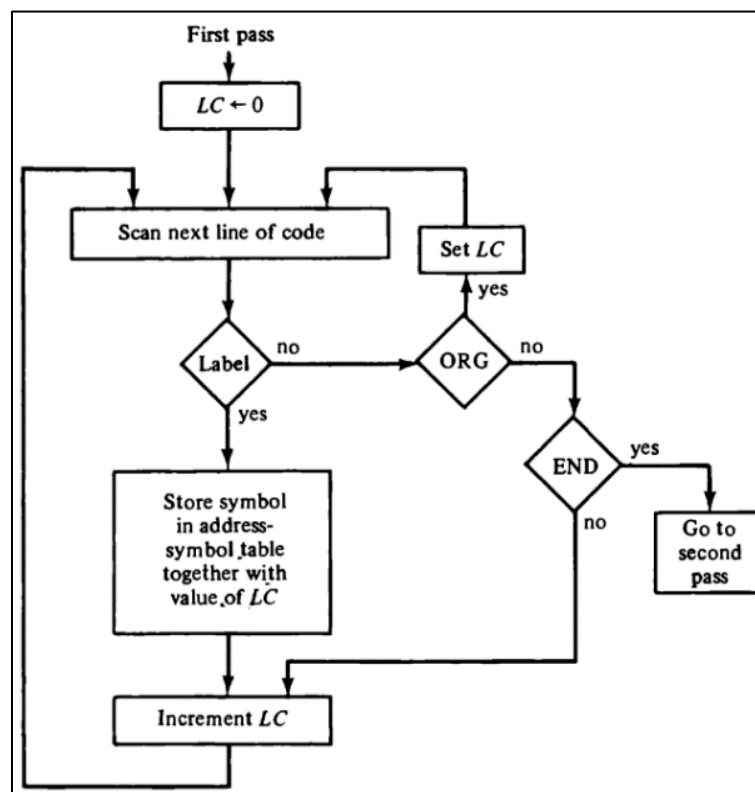 First pass
LC ← 0
Scan next line of code
Set LC
yes
Label
no
ORG
no
yes
END
yes
no
Store symbol
in address-
symbol table
together with
value of LC
Go to
second
pass
Increment LC